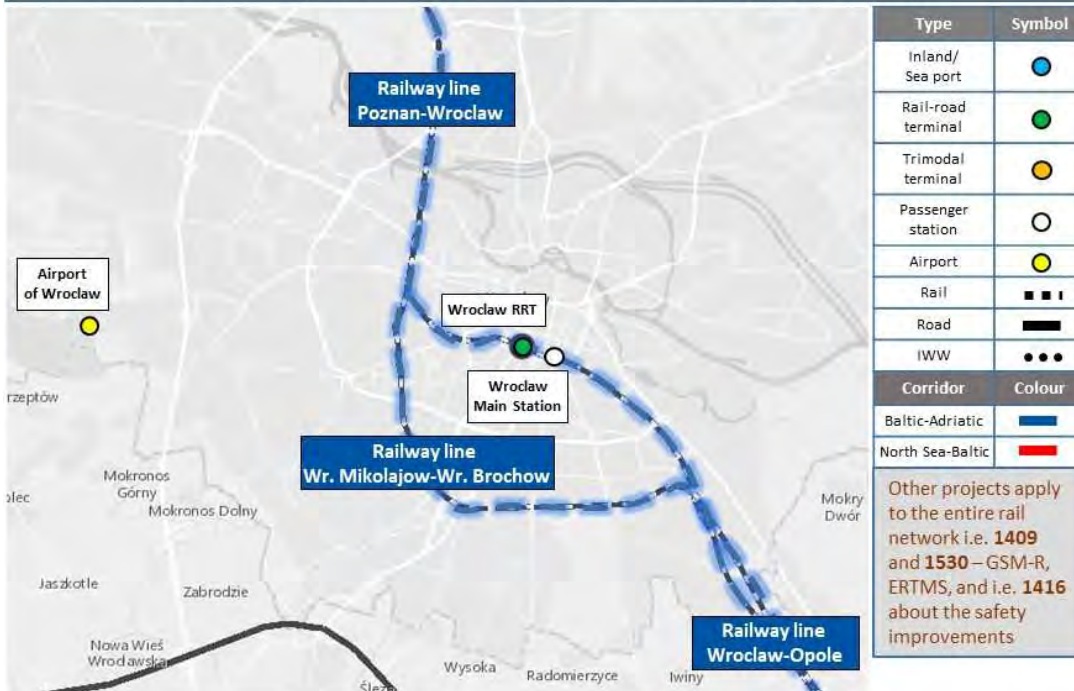 Railway line
Poznan-Wroclaw
Airport
of Wroclaw
Wroclaw RRT
Wroclaw
Main Station
rzeptów
Railway line
Wr. Mikolajow-Wr. Brochow
Mokronos
Górny
olec
Mokronos Dolny
Mokry
Dwór
Jaszkotle
Zabrodzie
Nowa Wieś
Wrocławska
Railway line
Wroclaw-Opole
Wysoka
Radomierzyce
Iwiny
Ślęza
Type
Symbol
Inland/
Sea port
Rail-road
terminal
Trimodal
terminal
Passenger
station
Airport
Rail
Road
IWW
Corridor
Colour
Baltic-Adriatic
North Sea-Baltic
Other projects apply
to the entire rail
network i.e. 1409
and 1530 – GSM-R,
ERTMS, and i.e. 1416
about the safety
improvements